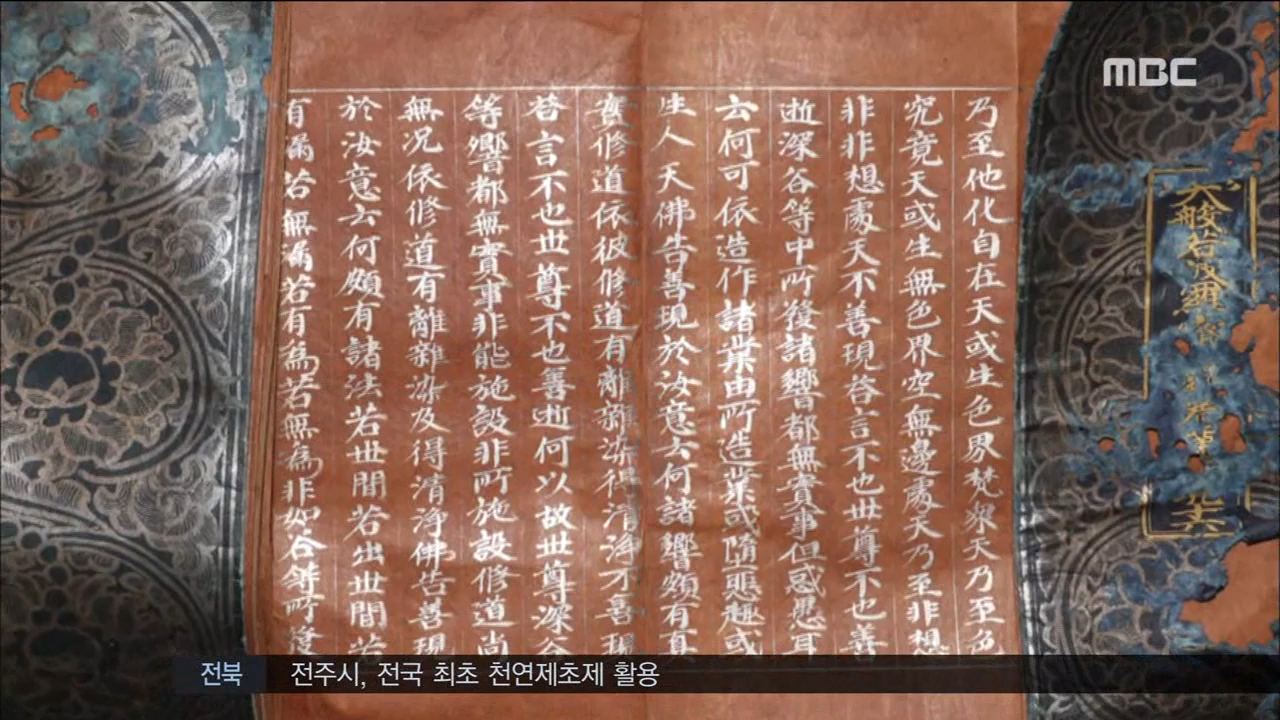 MBC
大般若波羅蜜
乃至他化自在天或生色界梵衆天乃至色
究竟天或生無色界空無邊處天乃至非想
非非想處天不善現答言不也世尊不也善
逝深谷等中所發諸響都無實事但惑愚耳
云何可依造作諸業由所造業或墮惡趣或
生人天佛告善現於汝意云何諸響頗有真
實修道依彼修道有離雜染得清淨不善現
答言不也世尊不也善逝何以故世尊深谷
等響都無實事非能施設非所施設修道尚
無況依修道有離雜染及得清淨佛告善現
於汝意云何頗有諸法若世間若出世間若
有漏若無漏若有爲若無爲非如谷等所發
전북 전주시, 전국 최초 천연제초제 활용